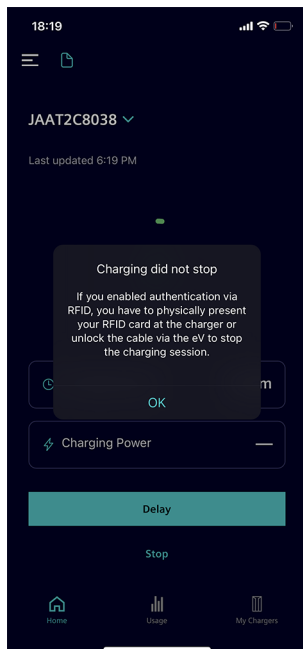 18:19
JAAT2C8038
Last updated 6:19 PM
Charging did not stop
If you enabled authentication via
RFID, you have to physically present
your RFID card at the charger or
unlock the cable via the eV to stop
the charging session.
m
OK
Charging Power —
Delay
Stop
Home Usage My Chargers